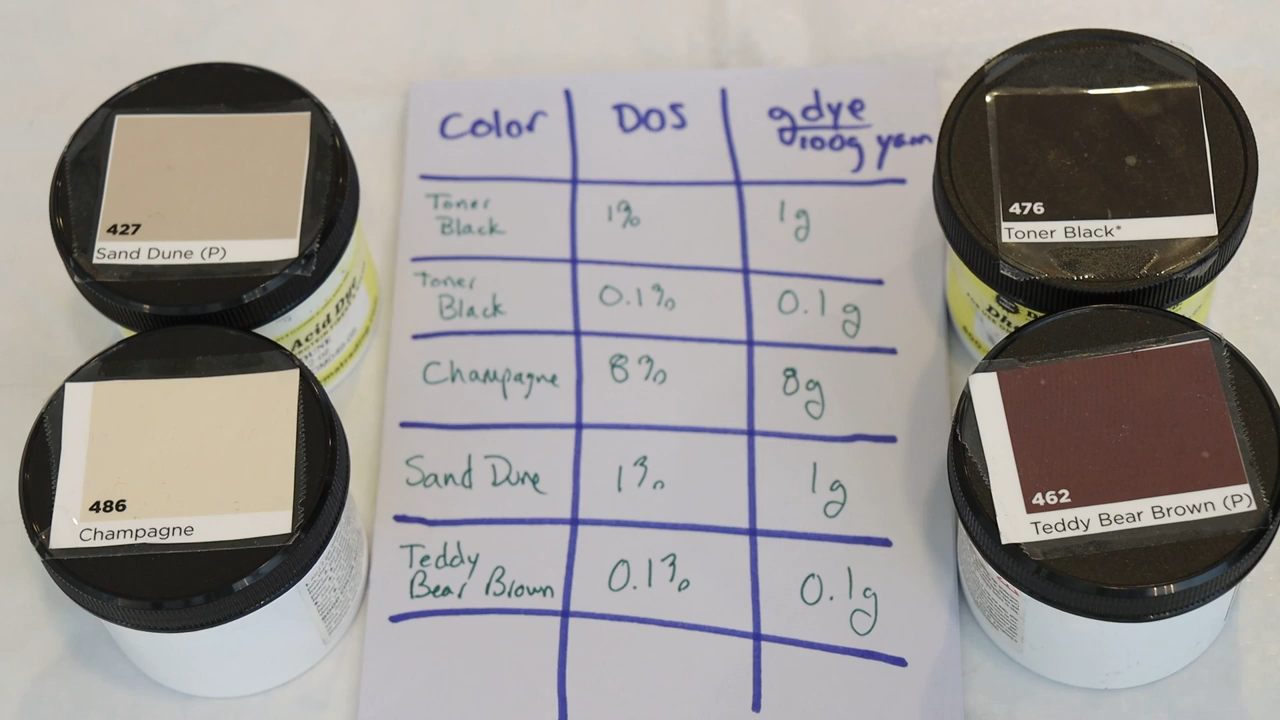 427
Sand Dune (P)
Acid Dye
486
Champagne
Color DOS g dye
100g yarn
Toner
Black 1% 1g
Toner
Black 0.1% 0.1g
Champagne 8% 8g
Sand Dune 1% 1g
Teddy
Bear Brown 0.1% 0.1g
476
Toner Black*
462
Teddy Bear Brown (P)